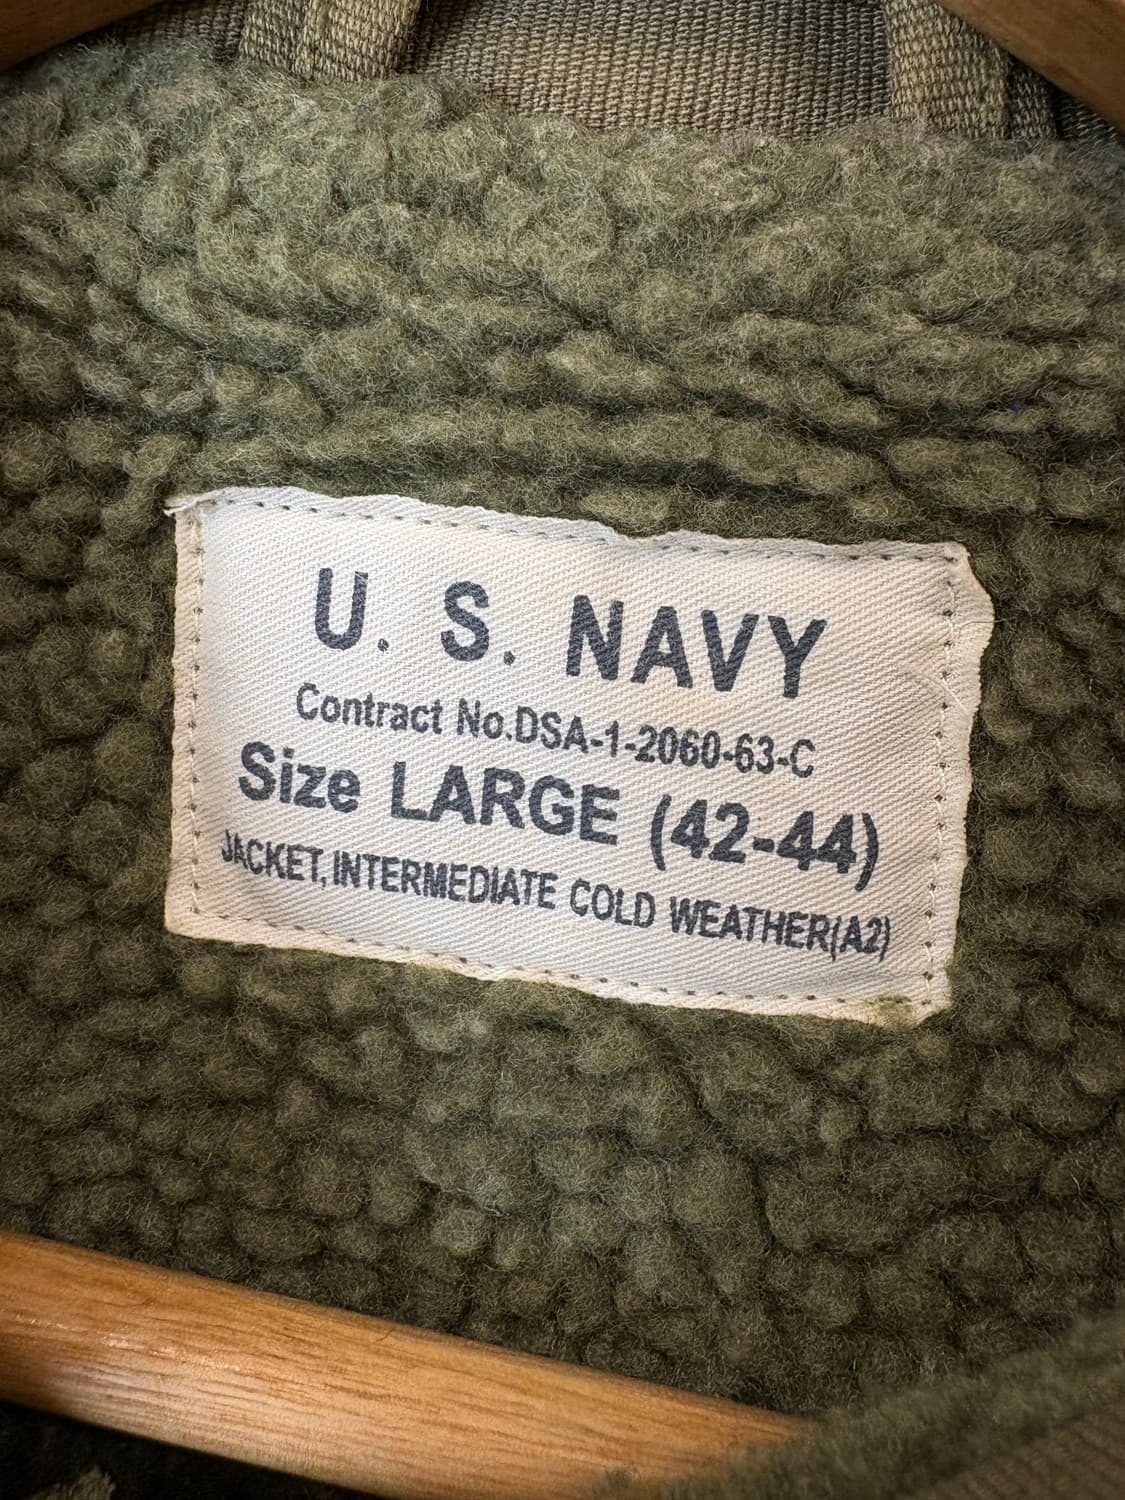 U. S. NAVY
Contract No.DSA-1-2060-63-C
Size LARGE (42-44)
JACKET,INTERMEDIATE COLD WEATHER(A2)